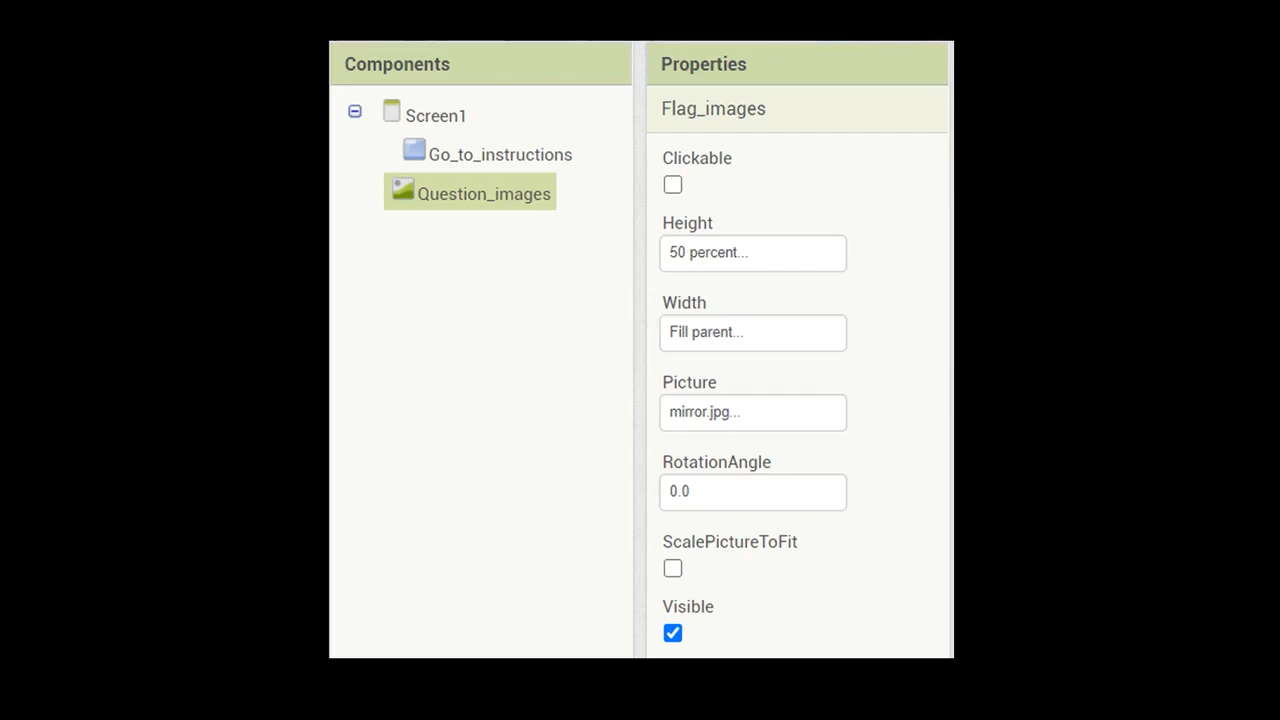 Components
Screen1
Go_to_instructions
Question_images
Properties
Flag_images
Clickable
Height
50 percent...
Width
Fill parent...
Picture
mirror.jpg...
RotationAngle
0.0
ScalePictureToFit
Visible